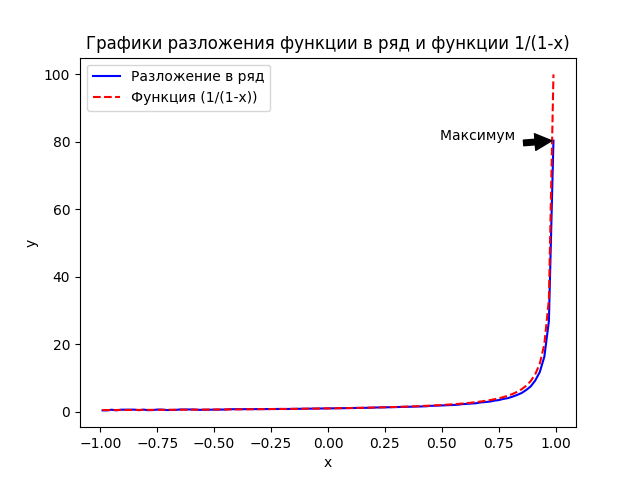 Графики разложения функции в ряд и функции 1/(1-x)
Разложение в ряд
Функция (1/(1-x))
Максимум
100
80
60
40
20
0
y
−1.00 −0.75 −0.50 −0.25 0.00 0.25 0.50 0.75 1.00
x